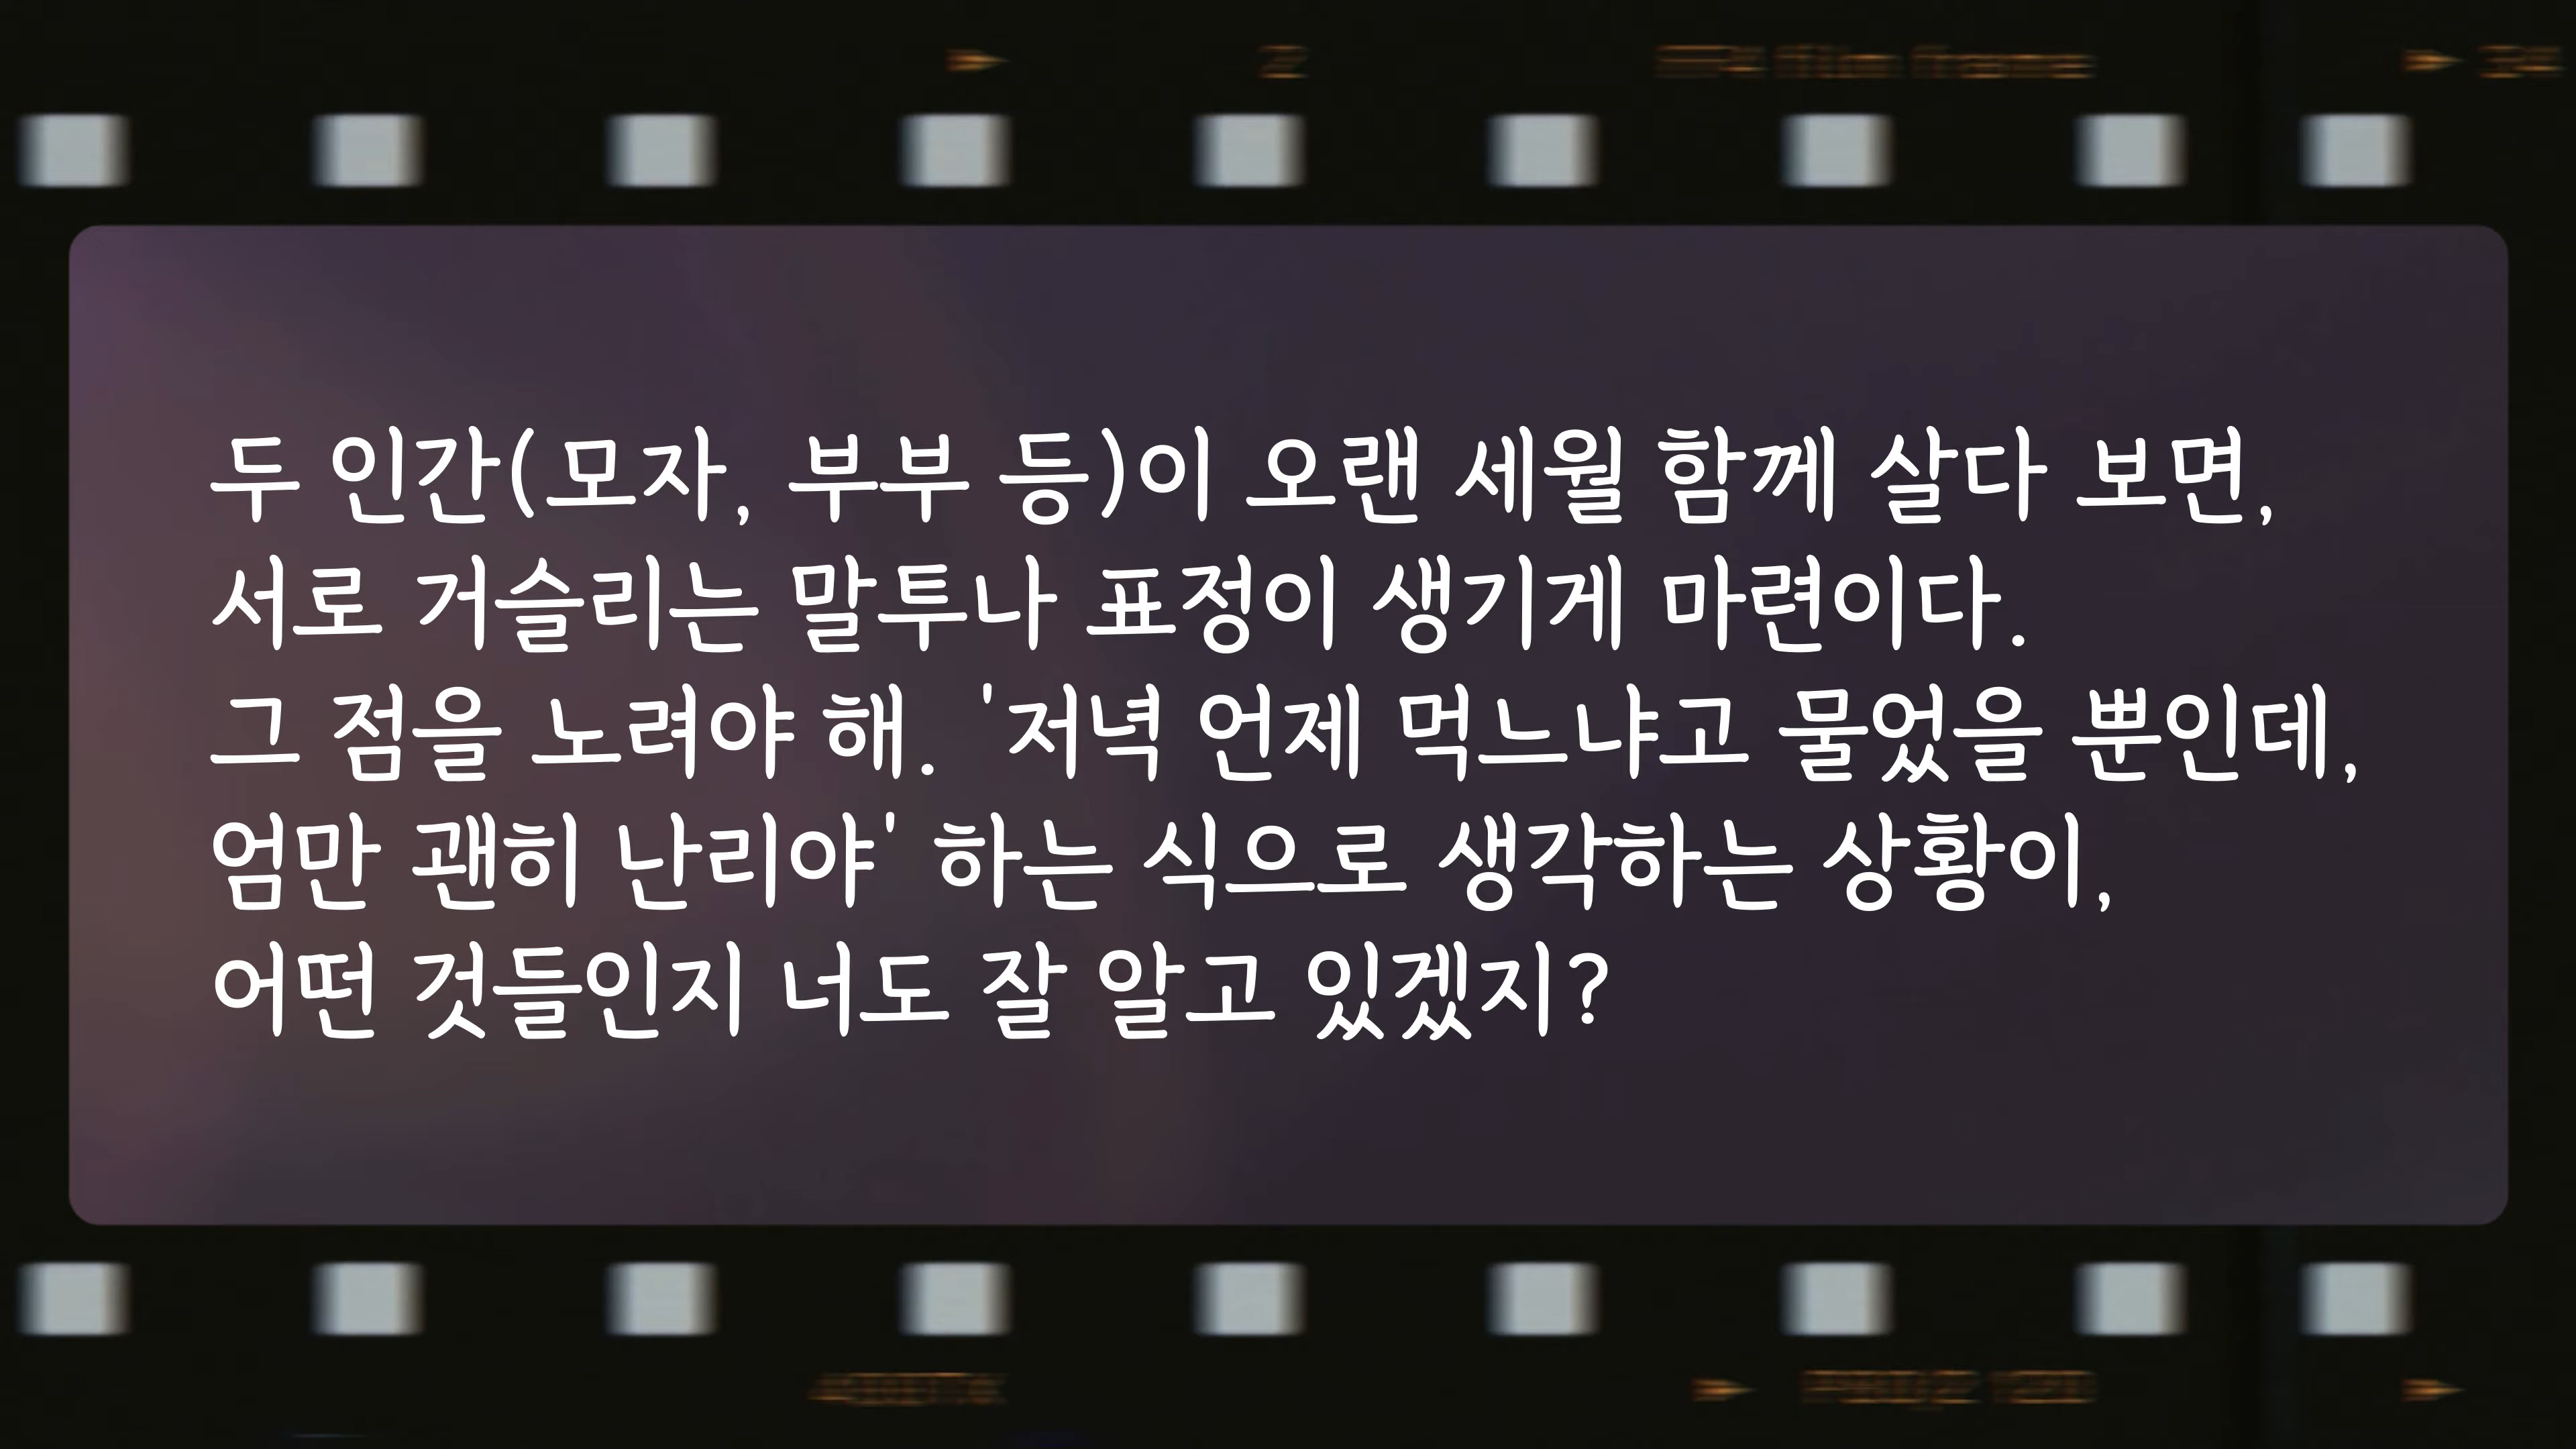 두 인간(모자, 부부 등)이 오랜 세월 함께 살다 보면,
서로 거슬리는 말투나 표정이 생기게 마련이다.
그 점을 노려야 해. '저녁 언제 먹느냐고 물었을 뿐인데,
엄만 괜히 난리야' 하는 식으로 생각하는 상황이,
어떤 것들인지 너도 잘 알고 있겠지?